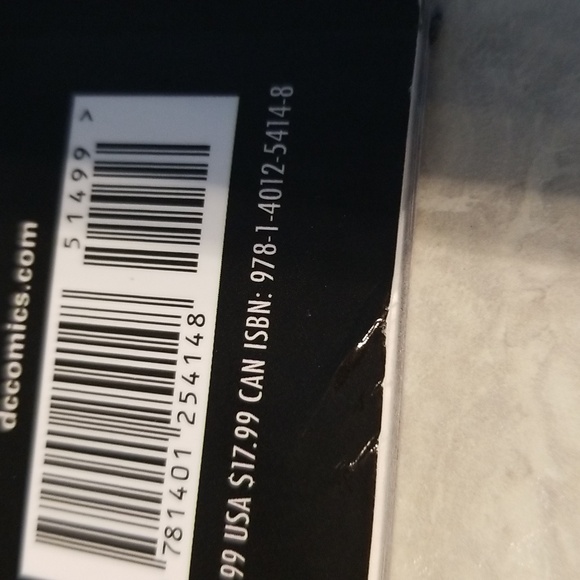 dccomics.com
51499 >
781401 254148
99 USA $17.99 CAN ISBN: 978-1-4012-5414-8